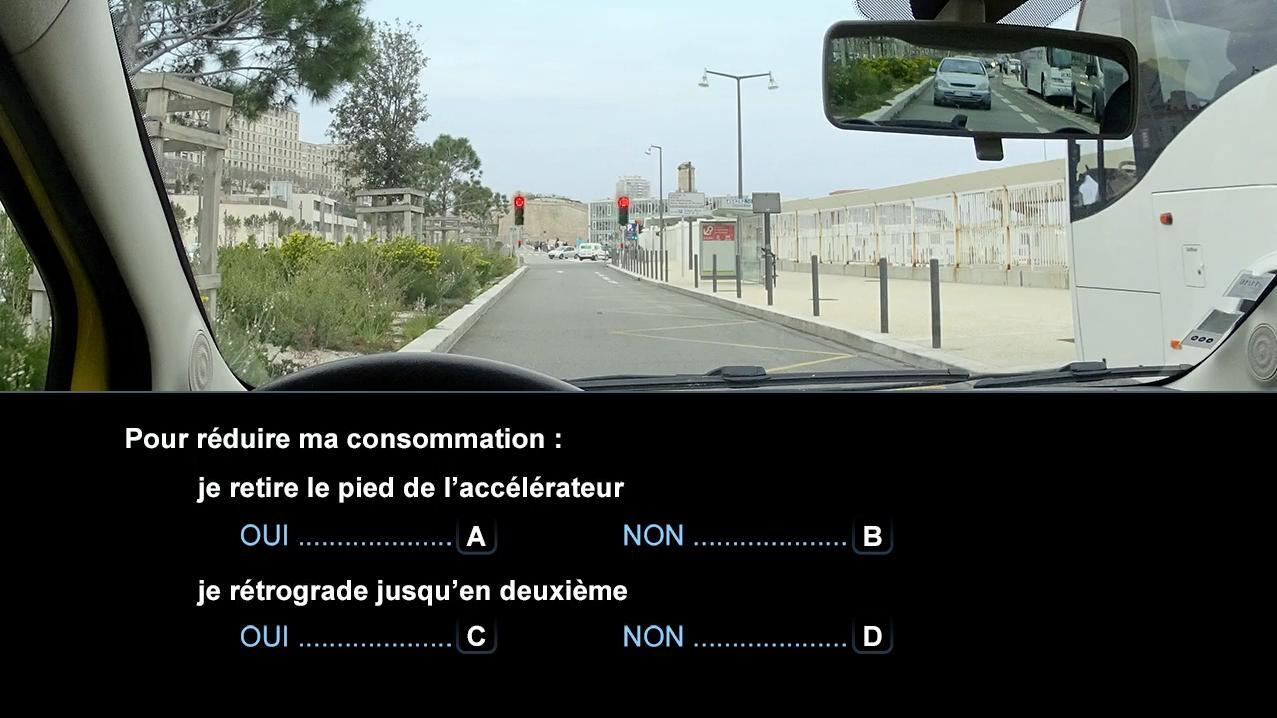 Pour réduire ma consommation :
je retire le pied de l’accélérateur
OUI .................... A NON .................... B
je rétrograde jusqu’en deuxième
OUI .................... C NON .................... D